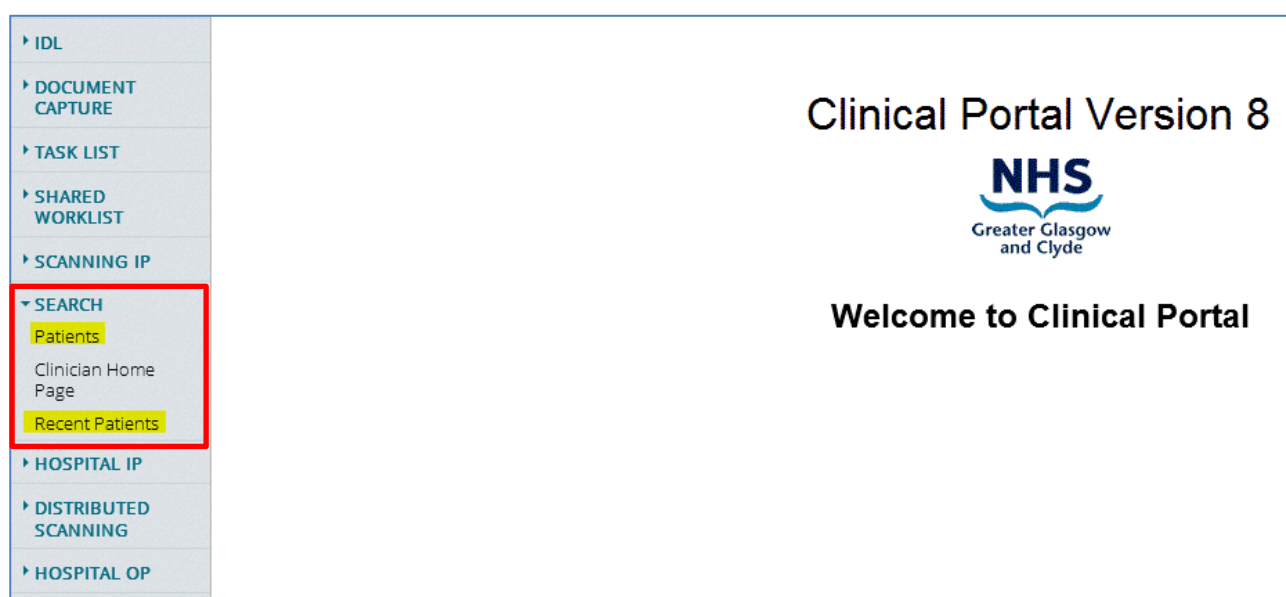 IDL
DOCUMENT
CAPTURE
TASK LIST
SHARED
WORKLIST
SCANNING IP
SEARCH
Patients
Clinician Home
Page
Recent Patients
HOSPITAL IP
DISTRIBUTED
SCANNING
HOSPITAL OP
Clinical Portal Version 8
NHS
Greater Glasgow
and Clyde
Welcome to Clinical Portal